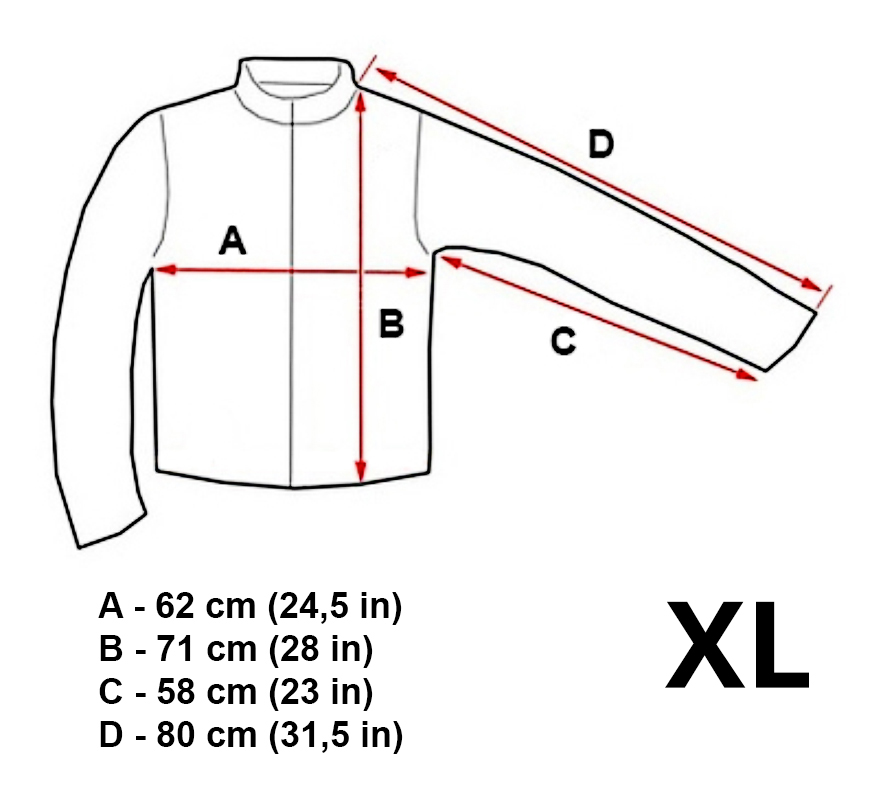 D
A
B
C
A - 62 cm (24,5 in)
B - 71 cm (28 in)
C - 58 cm (23 in)
D - 80 cm (31,5 in)
XL